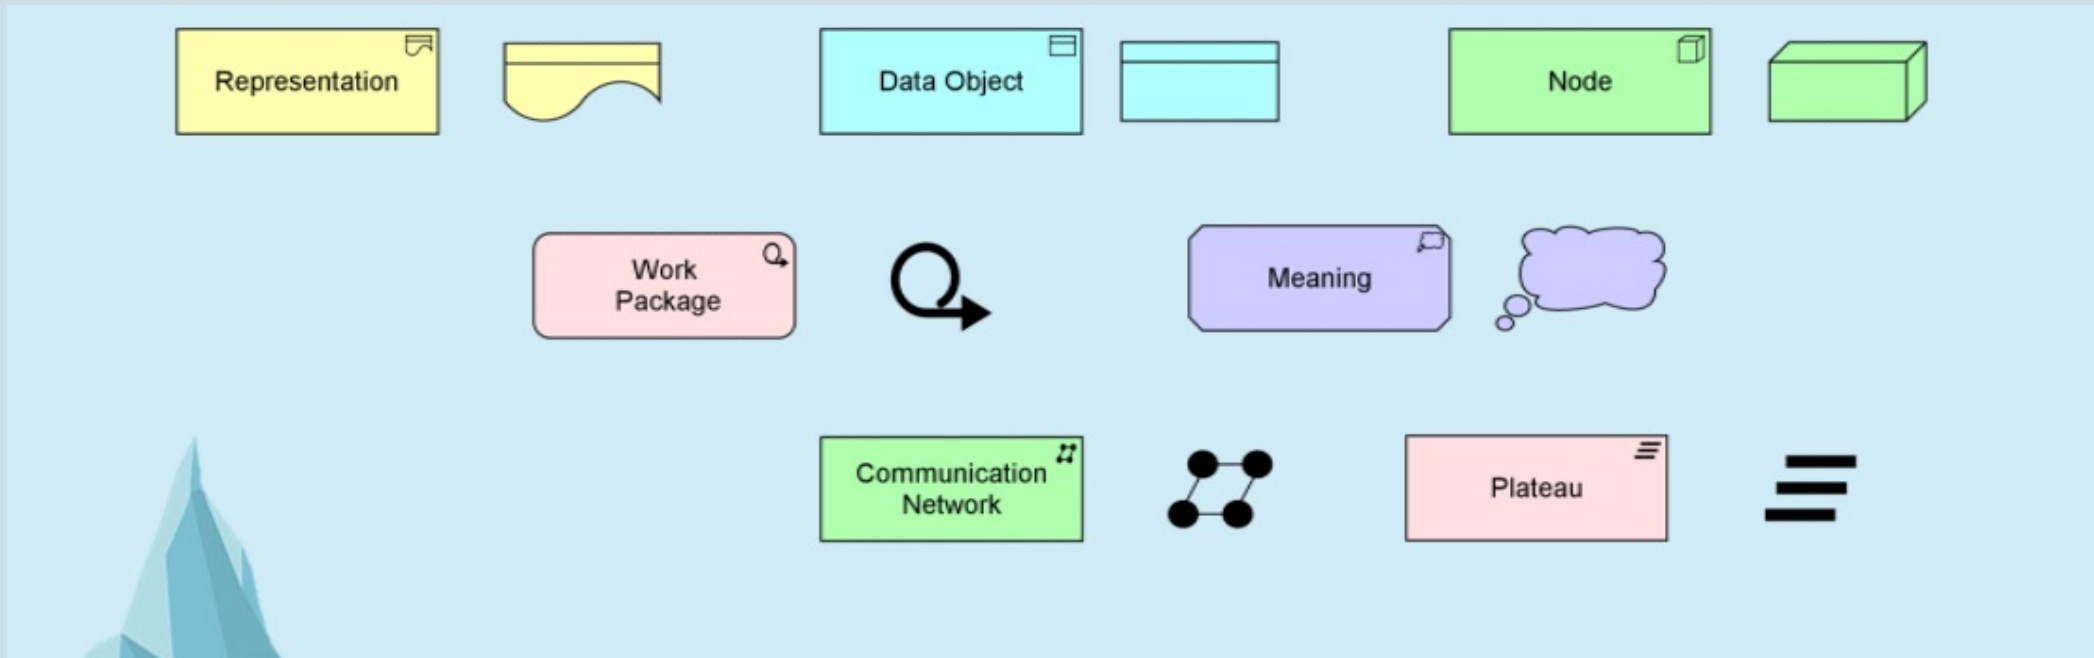 Representation
Data Object
Node
Work
Package
Meaning
Communication
Network
Plateau